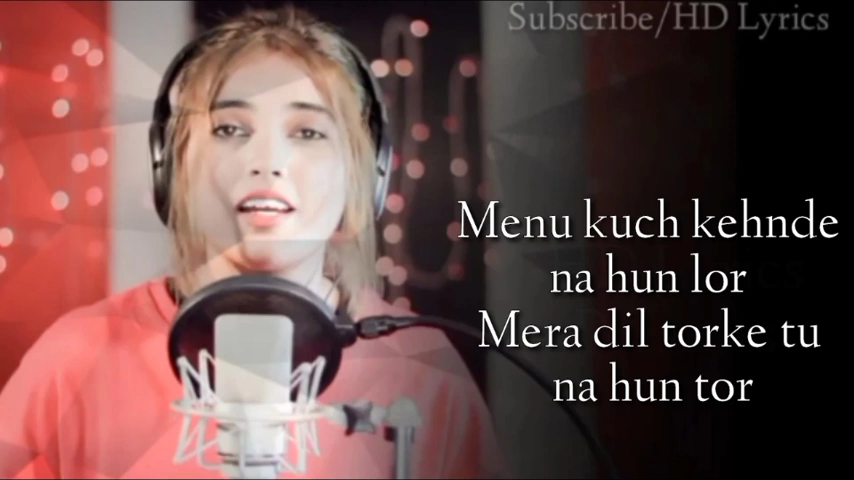 Subscribe/HD Lyrics
Menu kuch kehnde
na hun lor
Mera dil torke tu
na hun tor